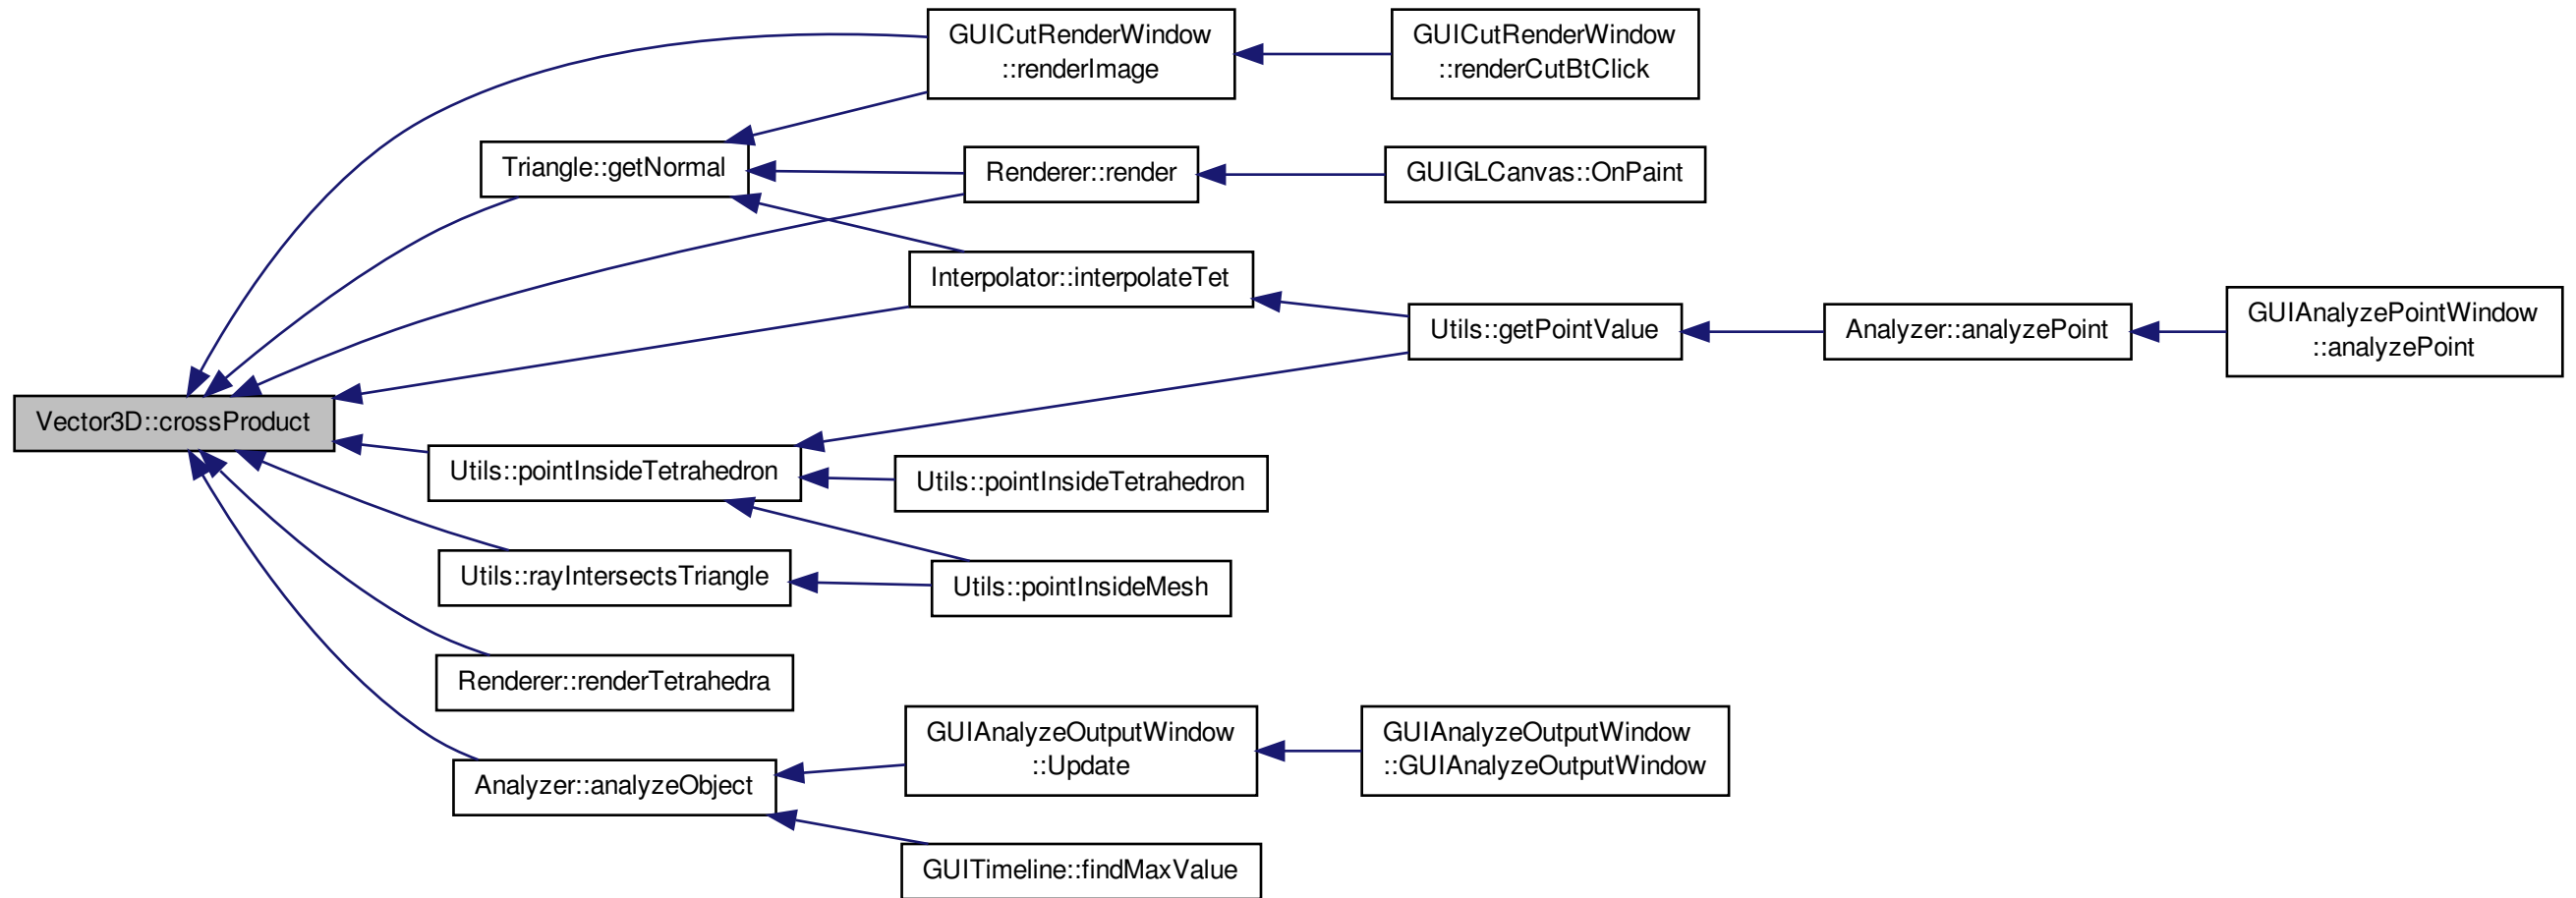 GUICutRenderWindow
::renderImage
GUICutRenderWindow
::renderCutBtClick
Triangle::getNormal
Renderer::render
GUIGLCanvas::OnPaint
Interpolator::interpolateTet
Utils::getPointValue
Analyzer::analyzePoint
GUIAnalyzePointWindow
::analyzePoint
Vector3D::crossProduct
Utils::pointInsideTetrahedron
Utils::pointInsideTetrahedron
Utils::rayIntersectsTriangle
Utils::pointInsideMesh
Renderer::renderTetrahedra
Analyzer::analyzeObject
GUIAnalyzeOutputWindow
::Update
GUIAnalyzeOutputWindow
::GUIAnalyzeOutputWindow
GUITimeline::findMaxValue